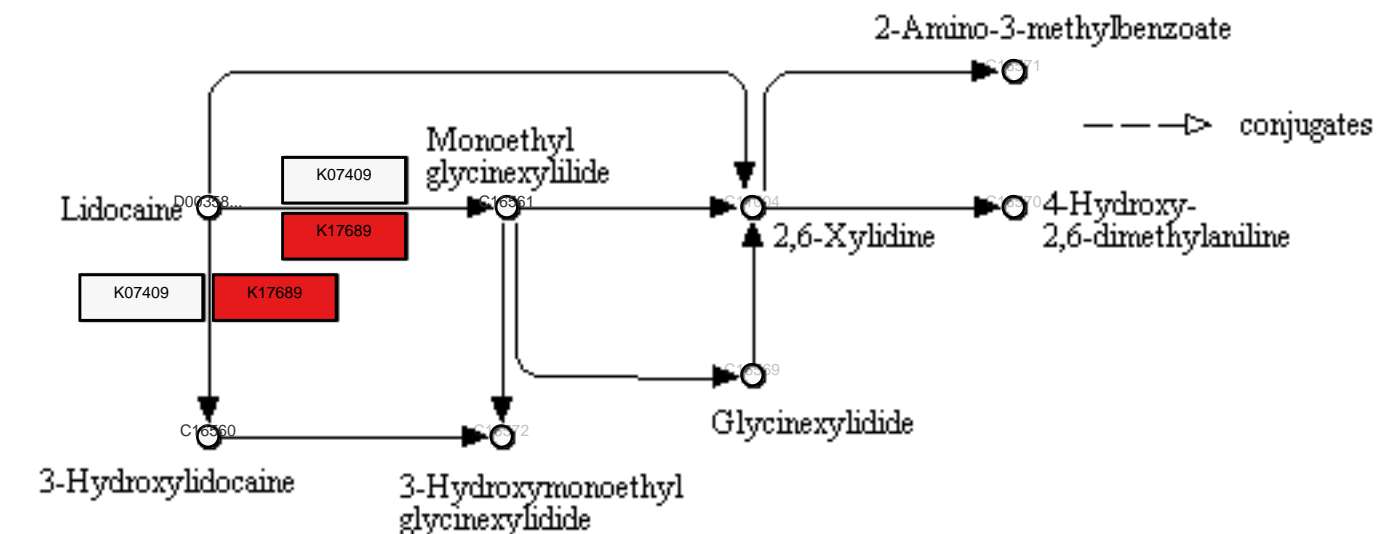 2-Amino-3-methylbenzoate
conjugates
Monoethyl
glycinexylilide
K07409
Lidocaine
D00358...
C16561
4-Hydroxy-
2,6-dimethylaniline
K17689
2,6-Xylidine
K07409
K17689
Glycinexylidide
C16560
3-Hydroxylidocaine
3-Hydroxymonoethyl
glycinexylidide